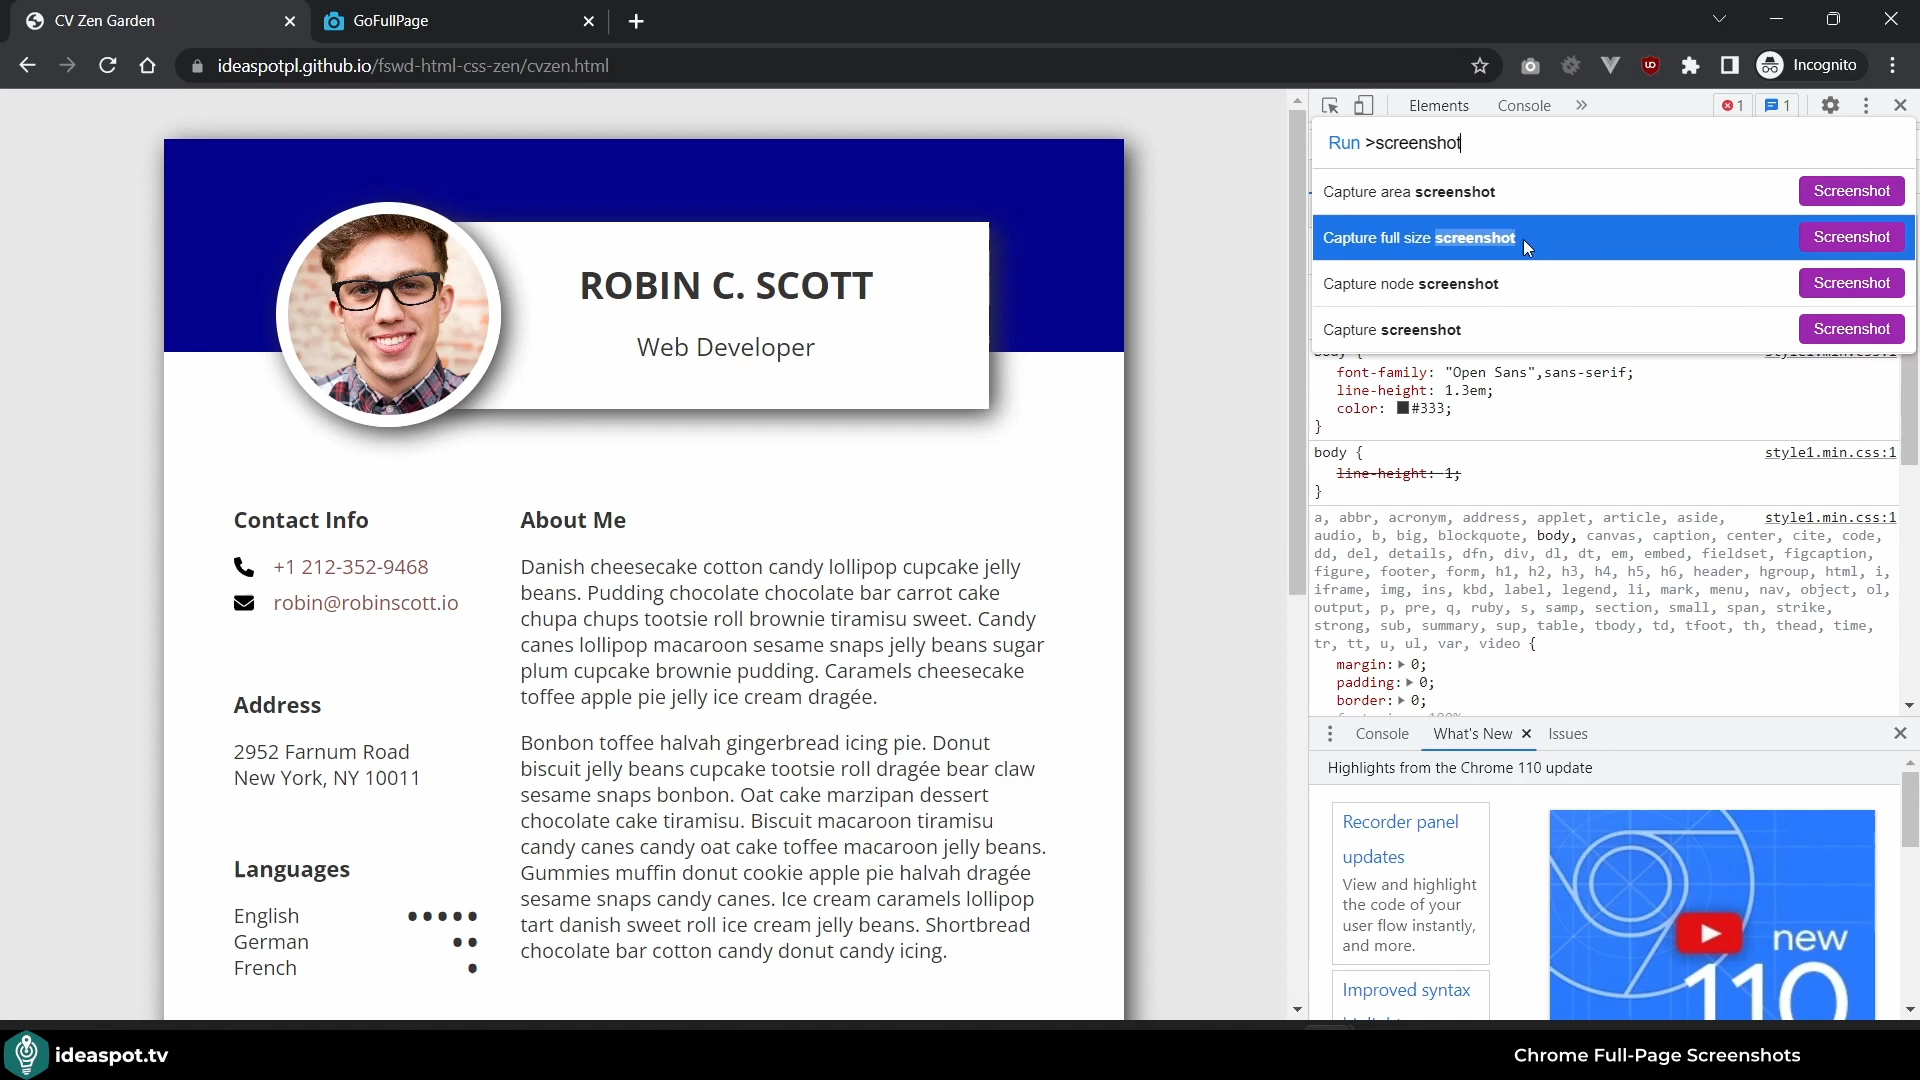 CV Zen Garden
GoFullPage
ideaspotpl.github.io/fswd-html-css-zen/cvzen.html
Incognito
ROBIN C. SCOTT
Web Developer
Contact Info
+1 212-352-9468
robin@robinscott.io
Address
2952 Farnum Road
New York, NY 10011
Languages
English
German
French
About Me
Danish cheesecake cotton candy lollipop cupcake jelly
beans. Pudding chocolate chocolate bar carrot cake
chupa chups tootsie roll brownie tiramisu sweet. Candy
canes lollipop macaroon sesame snaps jelly beans sugar
plum cupcake brownie pudding. Caramels cheesecake
toffee apple pie jelly ice cream dragée.
Bonbon toffee halvah gingerbread icing pie. Donut
biscuit jelly beans cupcake tootsie roll dragée bear claw
sesame snaps bonbon. Oat cake marzipan dessert
chocolate cake tiramisu. Biscuit macaroon tiramisu
candy canes candy oat cake toffee macaroon jelly beans.
Gummies muffin donut cookie apple pie halvah dragée
sesame snaps candy canes. Ice cream caramels lollipop
tart danish sweet roll ice cream jelly beans. Shortbread
chocolate bar cotton candy donut candy icing.
Elements Console 1 1
Run >screenshot
Capture area screenshot Screenshot
Capture full size screenshot Screenshot
Capture node screenshot Screenshot
Capture screenshot Screenshot
font-family: "Open Sans",sans-serif;
line-height: 1.3em;
color: #333;
}
body { style1.min.css:1
line-height: 1;
}
a, abbr, acronym, address, applet, article, aside, style1.min.css:1
audio, b, big, blockquote, body, canvas, caption, center, cite, code,
dd, del, details, dfn, div, dl, dt, em, embed, fieldset, figcaption,
figure, footer, form, h1, h2, h3, h4, h5, h6, header, hgroup, html, i,
iframe, img, ins, kbd, label, legend, li, mark, menu, nav, object, ol,
output, p, pre, q, ruby, s, samp, section, small, span, strike,
strong, sub, summary, sup, table, tbody, td, tfoot, th, thead, time,
tr, tt, u, ul, var, video {
margin: 0;
padding: 0;
border: 0;
Console What's New Issues
Highlights from the Chrome 110 update
Recorder panel
updates
View and highlight
the code of your
user flow instantly,
and more.
Improved syntax
new
110
ideaspot.tv
Chrome Full-Page Screenshots